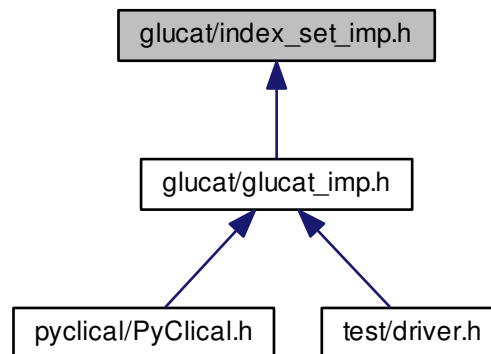 glucat/index_set_imp.h
glucat/glucat_imp.h
pyclical/PyClical.h
test/driver.h